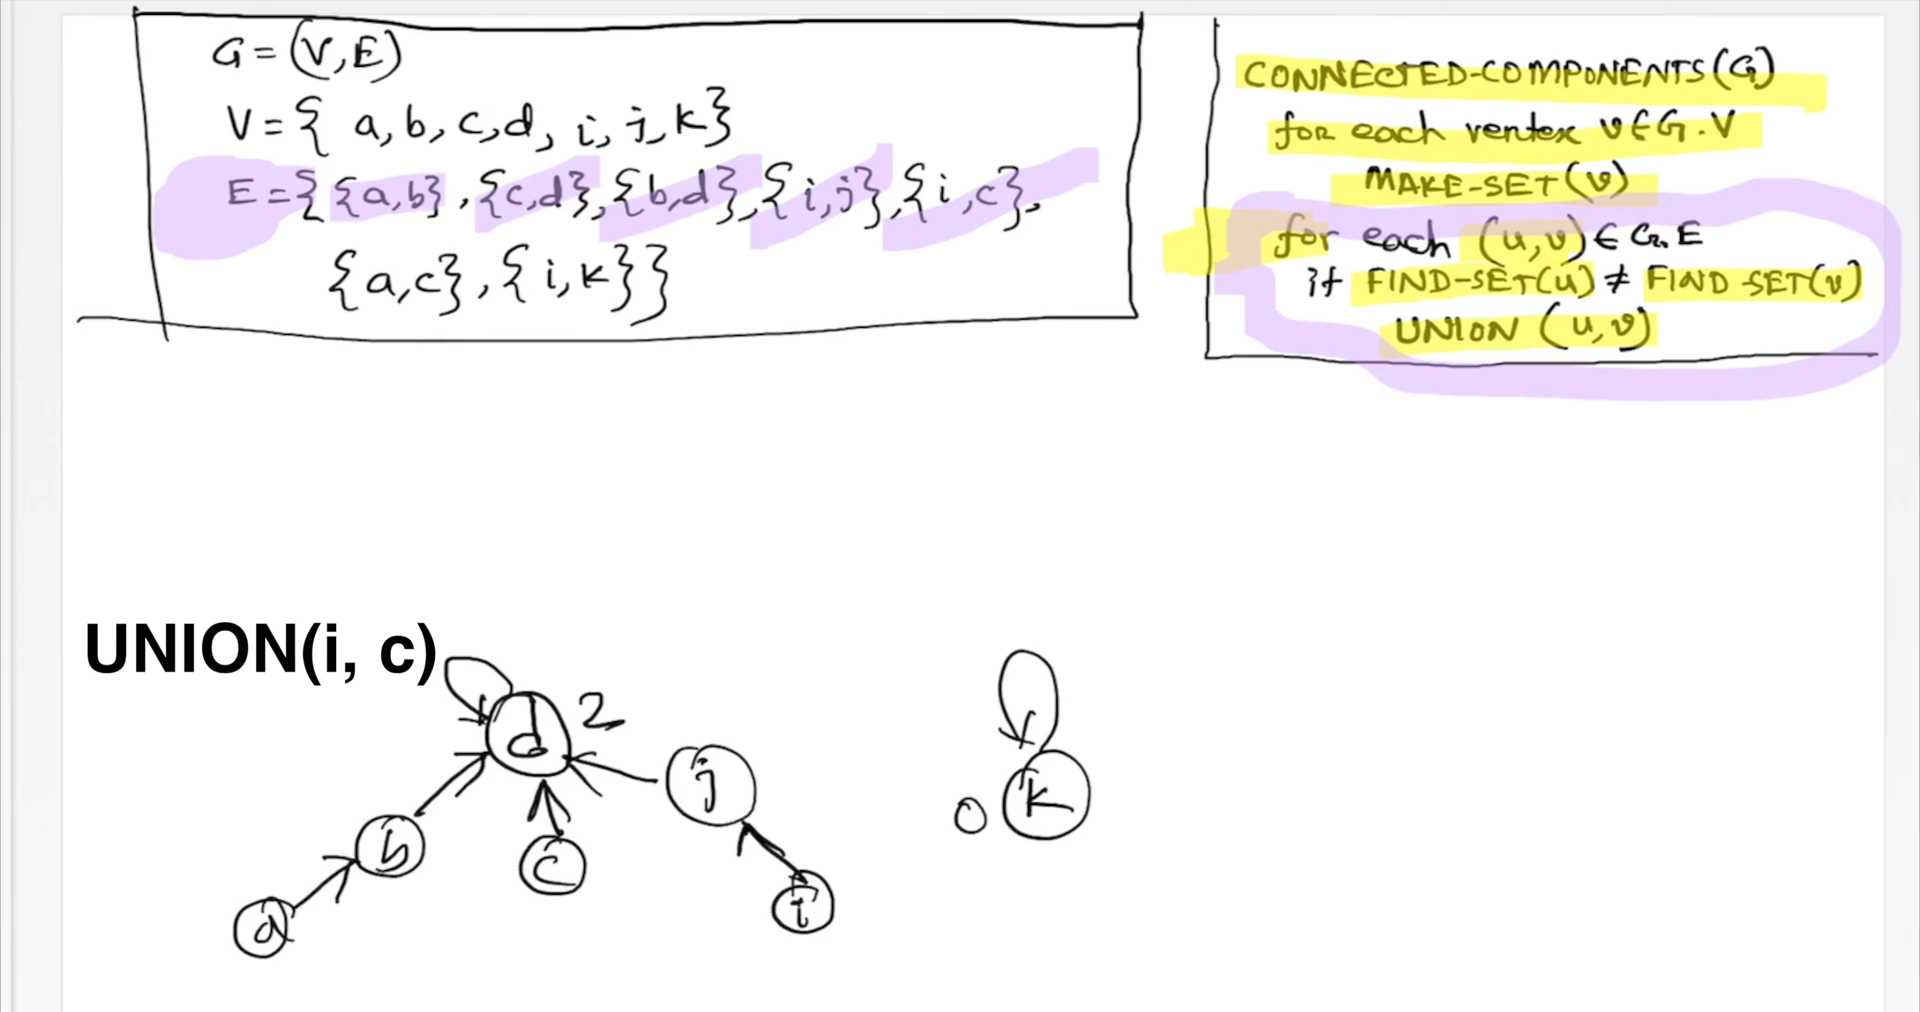 G = (V,E)
V = { a, b, c, d, i, j, k}
E = { {a,b}, {c,d}, {b,d}, {i,j}, {i,c},
{a,c}, {i,k}}
CONNECTED-COMPONENTS(G)
for each vertex v ∈ G.V
MAKE-SET(v)
for each (u,v) ∈ G.E
if FIND-SET(u) ≠ FIND-SET(v)
UNION (u,v)
UNION(i, c)
d 2
j
k
0
b
c
a
i